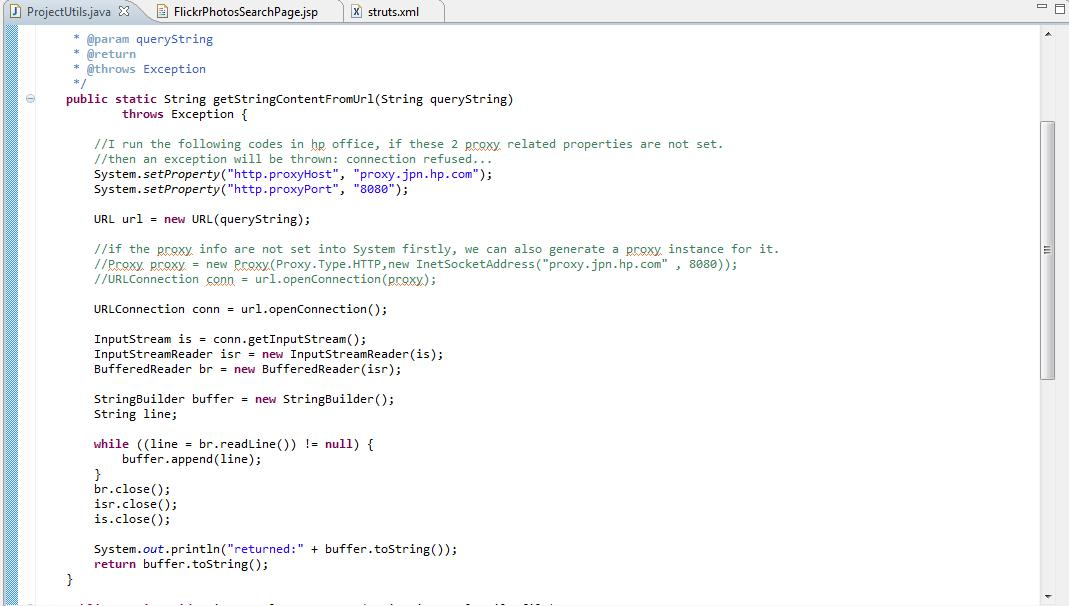 ProjectUtils.java FlickrPhotosSearchPage.jsp struts.xml
* @param queryString
* @return
* @throws Exception
*/
public static String getStringContentFromUrl(String queryString)
throws Exception {
//I run the following codes in hp office, if these 2 proxy related properties are not set.
//then an exception will be thrown: connection refused...
System.setProperty("http.proxyHost", "proxy.jpn.hp.com");
System.setProperty("http.proxyPort", "8080");
URL url = new URL(queryString);
//if the proxy info are not set into System firstly, we can also generate a proxy instance for it.
//Proxy proxy = new Proxy(Proxy.Type.HTTP,new InetSocketAddress("proxy.jpn.hp.com" , 8080));
//URLConnection conn = url.openConnection(proxy);
URLConnection conn = url.openConnection();
InputStream is = conn.getInputStream();
InputStreamReader isr = new InputStreamReader(is);
BufferedReader br = new BufferedReader(isr);
StringBuilder buffer = new StringBuilder();
String line;
while ((line = br.readLine()) != null) {
buffer.append(line);
}
br.close();
isr.close();
is.close();
System.out.println("returned:" + buffer.toString());
return buffer.toString();
}